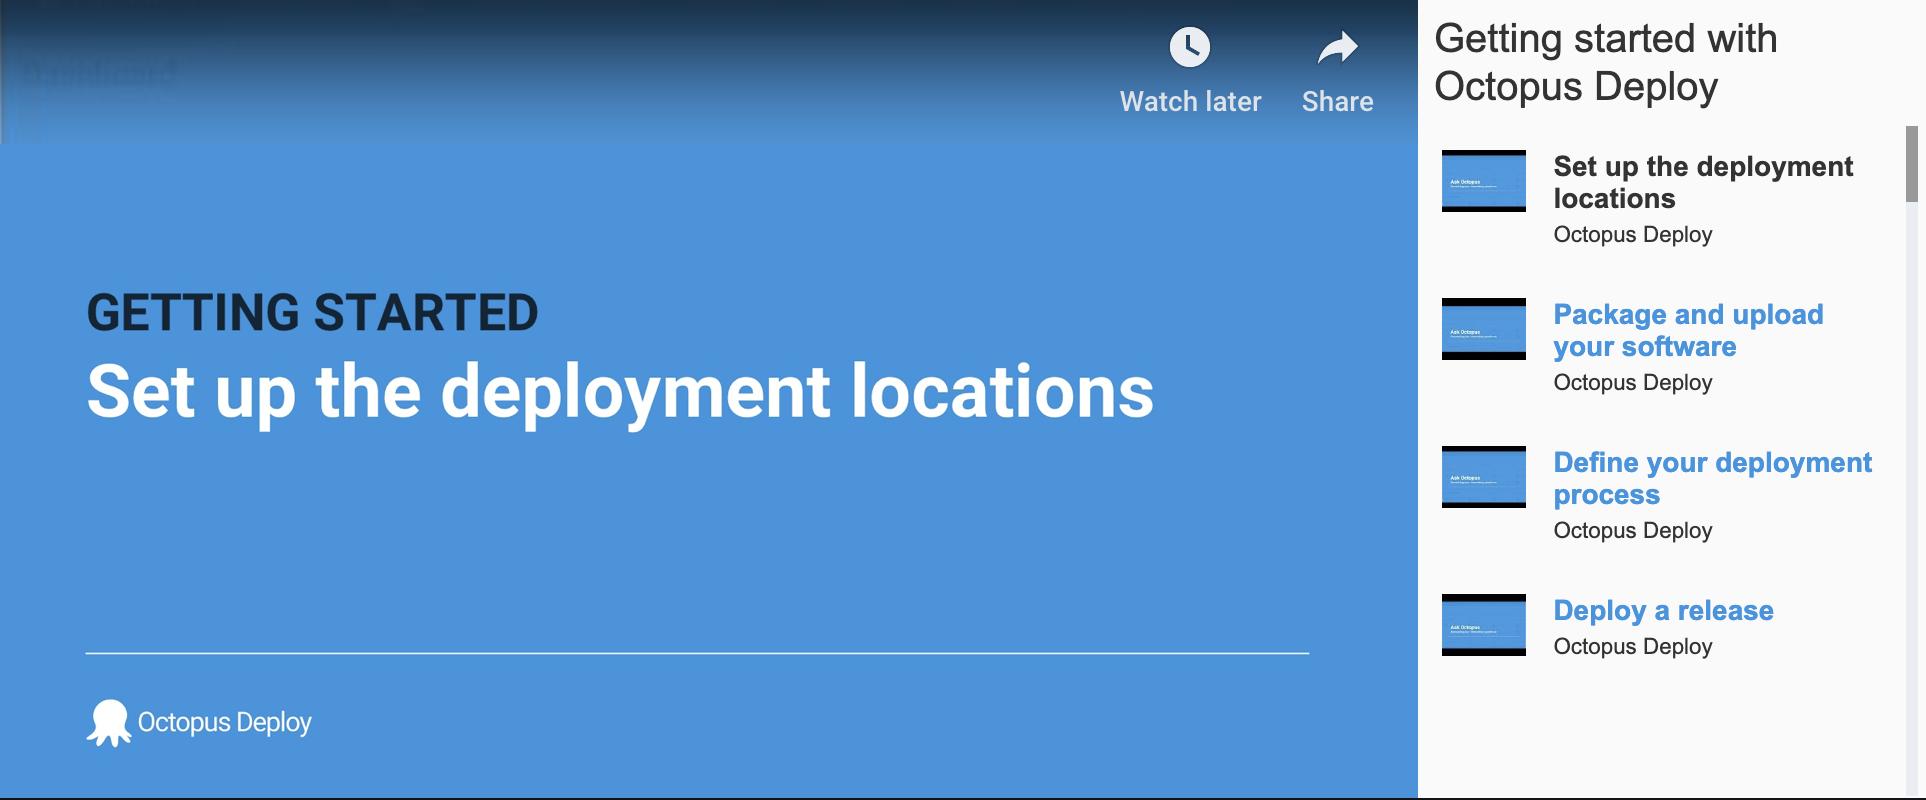 Watch later
Share
GETTING STARTED
Set up the deployment locations
Octopus Deploy
Getting started with
Octopus Deploy
Set up the deployment
locations
Octopus Deploy
Package and upload
your software
Octopus Deploy
Define your deployment
process
Octopus Deploy
Deploy a release
Octopus Deploy